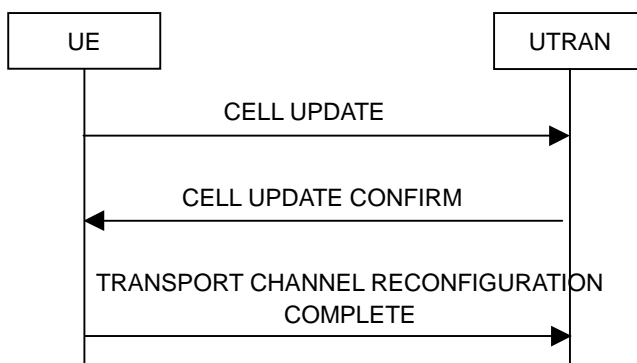 UE
UTRAN
CELL UPDATE
CELL UPDATE CONFIRM
TRANSPORT CHANNEL RECONFIGURATION
COMPLETE